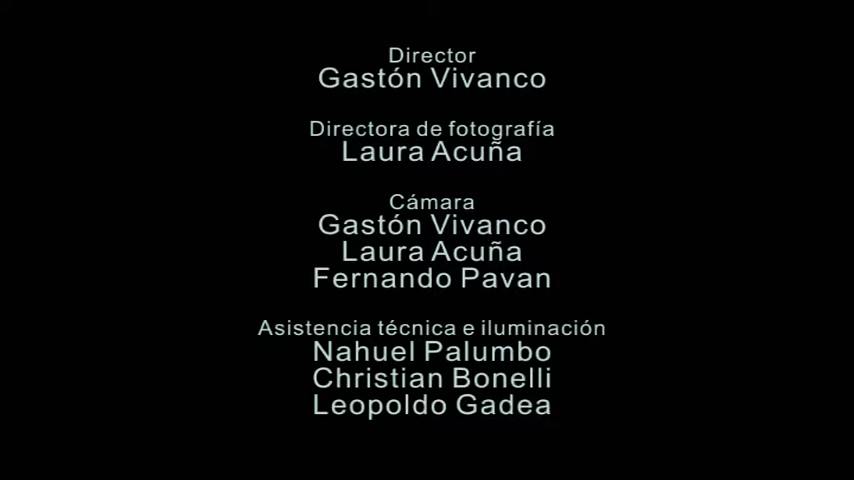 Director
Gastón Vivanco
Directora de fotografía
Laura Acuña
Cámara
Gastón Vivanco
Laura Acuña
Fernando Pavan
Asistencia técnica e iluminación
Nahuel Palumbo
Christian Bonelli
Leopoldo Gadea